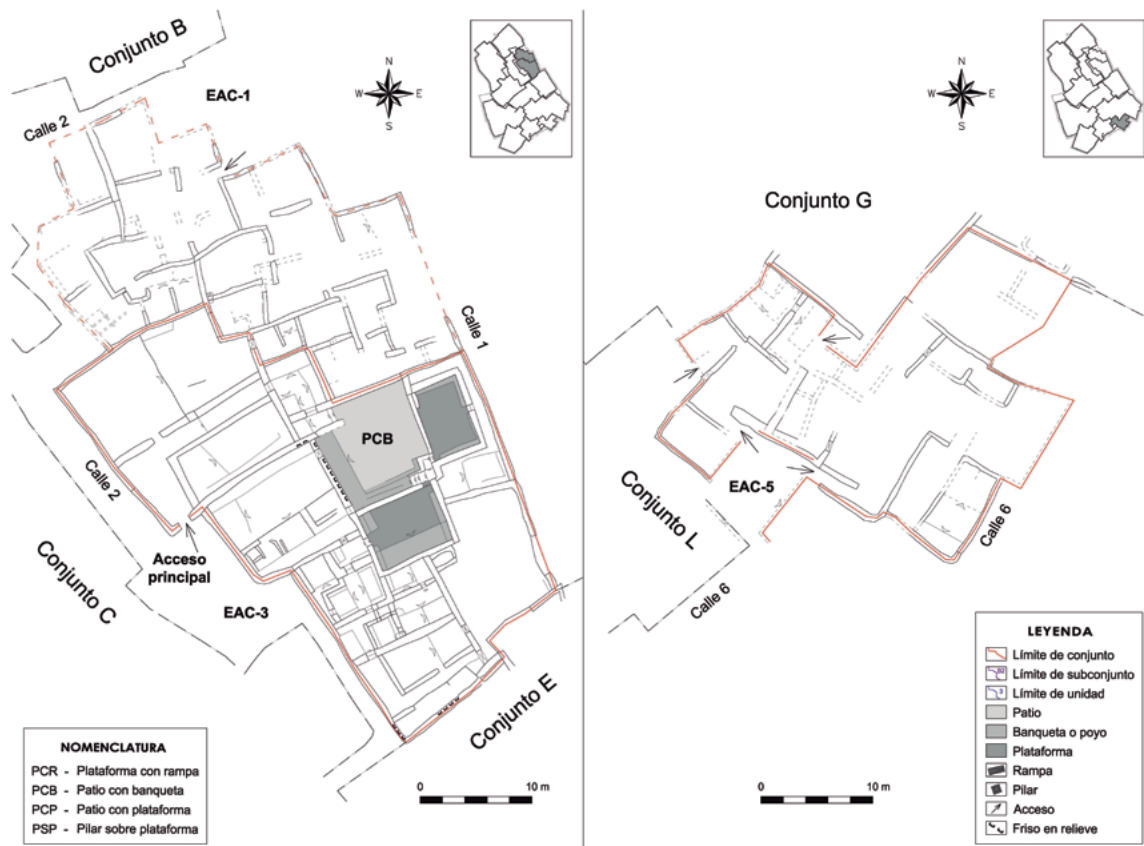 Conjunto B
EAC-1
Calle 2
N
W E
S
Calle 1
PCB
Calle 2
Acceso
principal
Conjunto C
EAC-3
Conjunto E
NOMENCLATURA
PCR - Plataforma con rampa
PCB - Patio con banqueta
PCP - Patio con plataforma
PSP - Pilar sobre plataforma
0 10 m
N
W E
S
Conjunto G
EAC-5
Conjunto L
Calle 6
Calle 6
0 10 m
LEYENDA
Límite de conjunto
Límite de subconjunto
Límite de unidad
Patio
Banqueta o poyo
Plataforma
Rampa
Pilar
Acceso
Friso en relieve